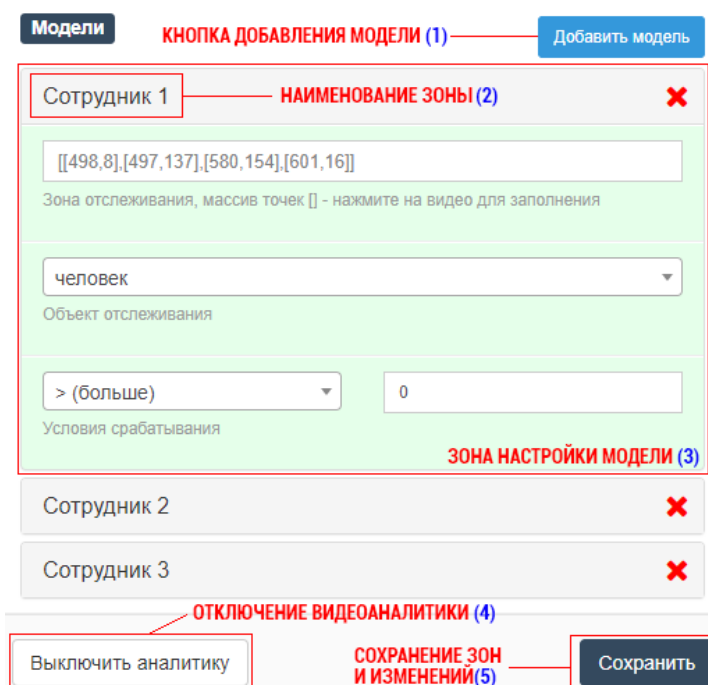 Модели
КНОПКА ДОБАВЛЕНИЯ МОДЕЛИ (1)
Добавить модель
Сотрудник 1
НАИМЕНОВАНИЕ ЗОНЫ (2)
[[498,8],[497,137],[580,154],[601,16]]
Зона отслеживания, массив точек [] - нажмите на видео для заполнения
человек
Объект отслеживания
> (больше)
0
Условия срабатывания
ЗОНА НАСТРОЙКИ МОДЕЛИ (3)
Сотрудник 2
Сотрудник 3
ОТКЛЮЧЕНИЕ ВИДЕОАНАЛИТИКИ (4)
Выключить аналитику
СОХРАНЕНИЕ ЗОН
И ИЗМЕНЕНИЙ(5)
Сохранить